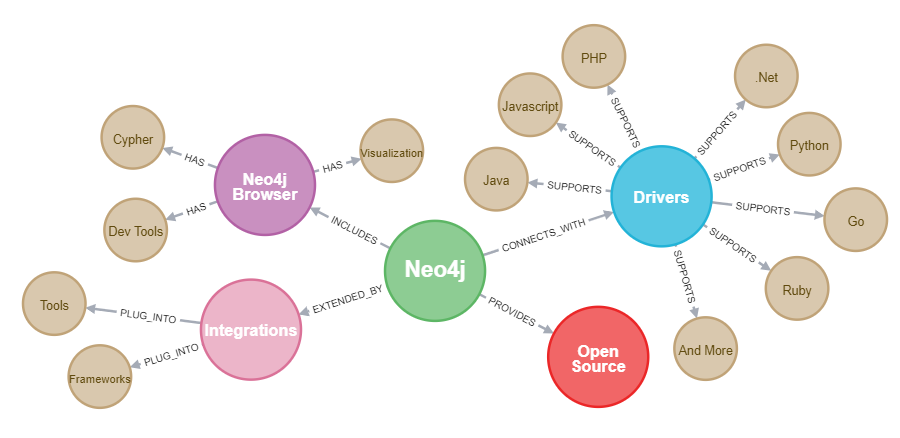 PHP
.Net
Javascript
SUPPORTS
SUPPORTS
Cypher
HAS
Visualization
HAS
SUPPORTS
Python
SUPPORTS
Neo4j
Browser
Java
SUPPORTS
Drivers
HAS
Dev Tools
INCLUDES
CONNECTS_WITH
SUPPORTS
Go
SUPPORTS
Neo4j
SUPPORTS
Ruby
Tools
PLUG_INTO
EXTENDED_BY
PROVIDES
Integrations
PLUG_INTO
Frameworks
Open
Source
And More